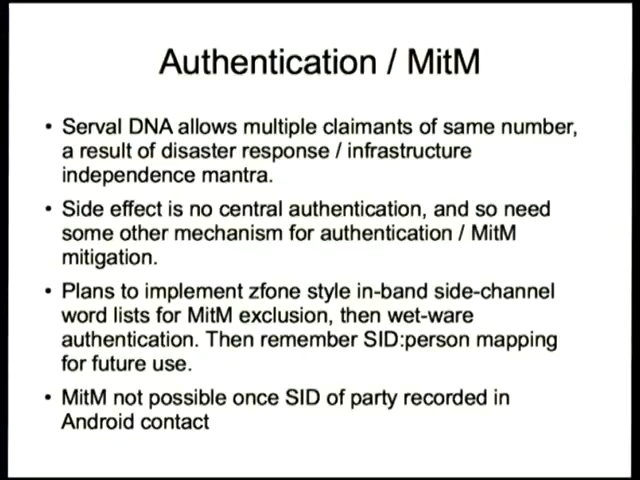 Authentication / MitM
• Serval DNA allows multiple claimants of same number,
a result of disaster response / infrastructure
independence mantra.
• Side effect is no central authentication, and so need
some other mechanism for authentication / MitM
mitigation.
• Plans to implement zfone style in-band side-channel
word lists for MitM exclusion, then wet-ware
authentication. Then remember SID:person mapping
for future use.
• MitM not possible once SID of party recorded in
Android contact